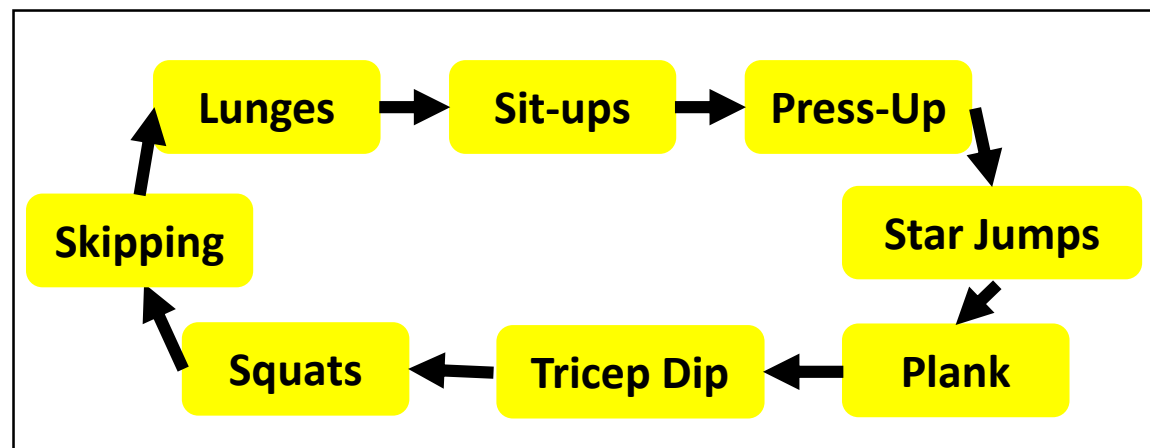 Lunges
Sit-ups
Press-Up
Star Jumps
Plank
Tricep Dip
Squats
Skipping